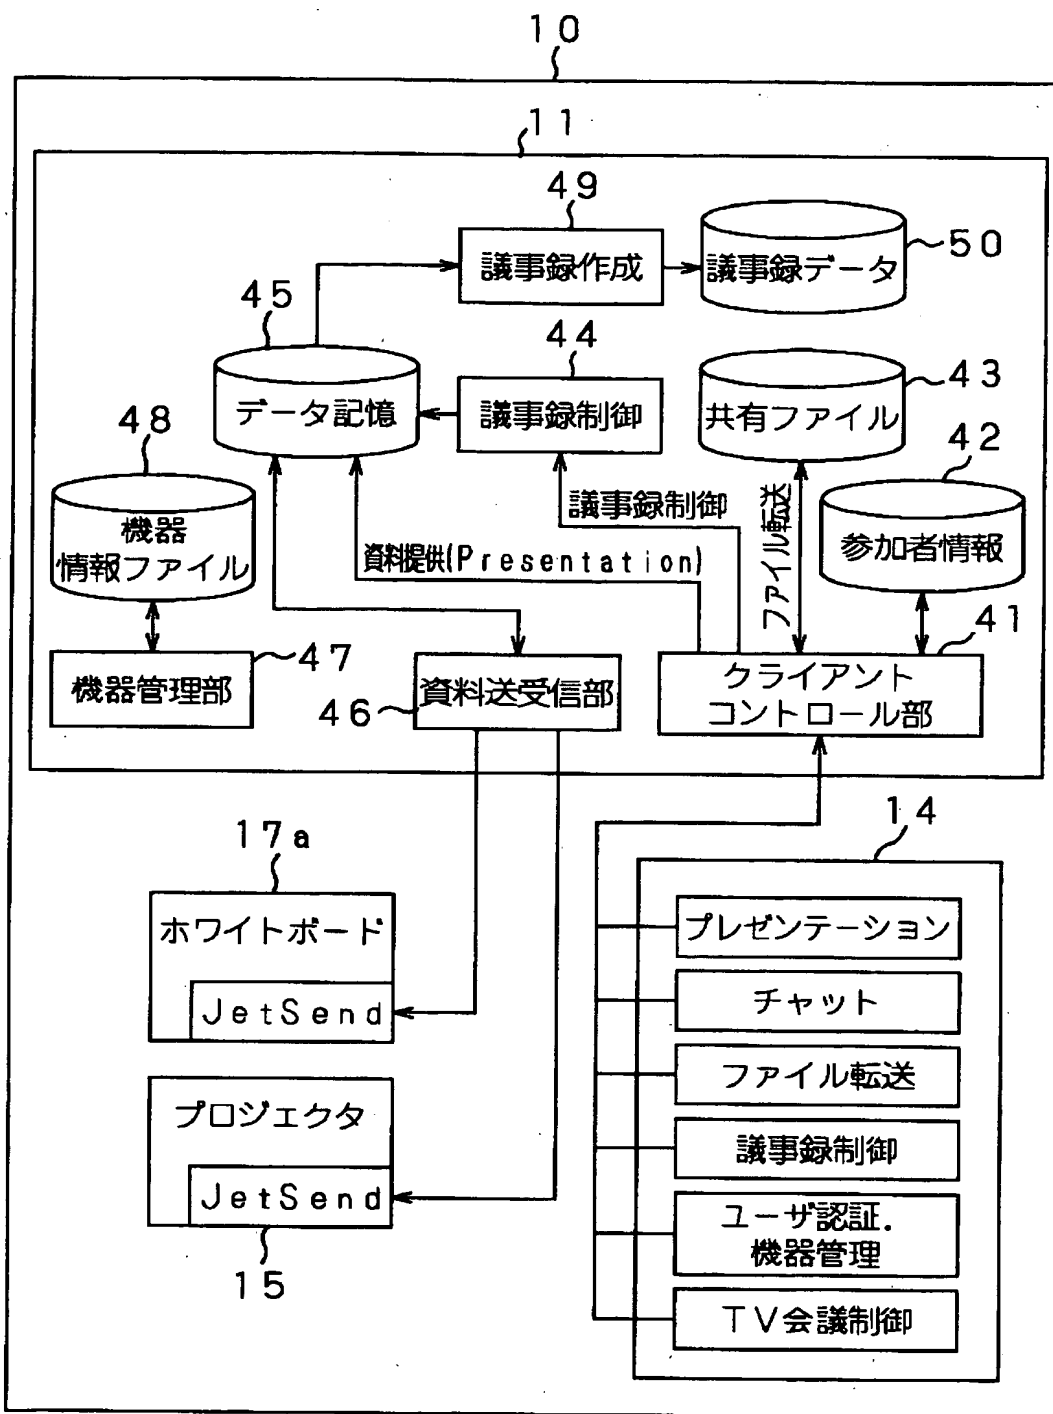 10
11
49
議事録作成
議事録データ
50
45
データ記憶
44
議事録制御
共有ファイル
43
48
機器
情報ファイル
議事録制御
資料提供(Presentation)
ファイル転送
42
参加者情報
47
機器管理部
46
資料送受信部
41
クライアント
コントロール部
17a
ホワイトボード
JetSend
プロジェクタ
JetSend
15
14
プレゼンテーション
チャット
ファイル転送
議事録制御
ユーザ認証.
機器管理
TV会議制御